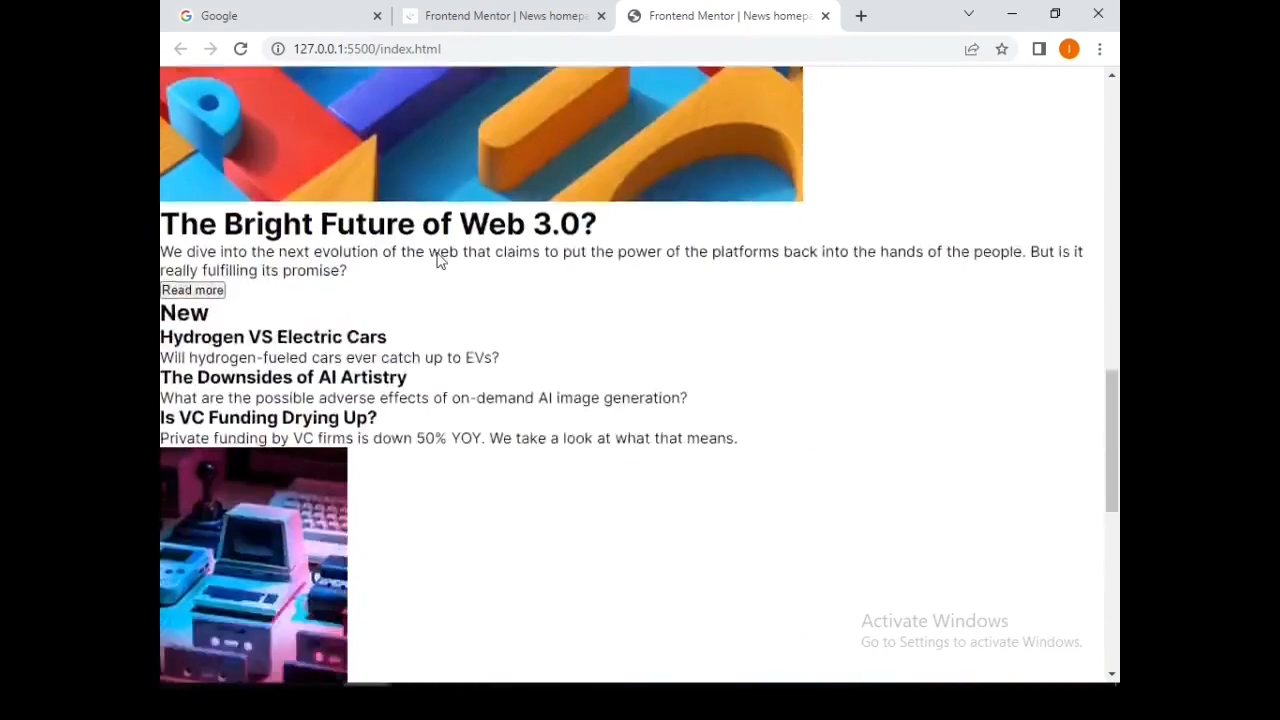 Google
Frontend Mentor | News homep
Frontend Mentor | News homep
127.0.0.1:5500/index.html
I
The Bright Future of Web 3.0?
We dive into the next evolution of the web that claims to put the power of the platforms back into the hands of the people. But is it
really fulfilling its promise?
Read more
New
Hydrogen VS Electric Cars
Will hydrogen-fueled cars ever catch up to EVs?
The Downsides of AI Artistry
What are the possible adverse effects of on-demand AI image generation?
Is VC Funding Drying Up?
Private funding by VC firms is down 50% YOY. We take a look at what that means.
Activate Windows
Go to Settings to activate Windows.